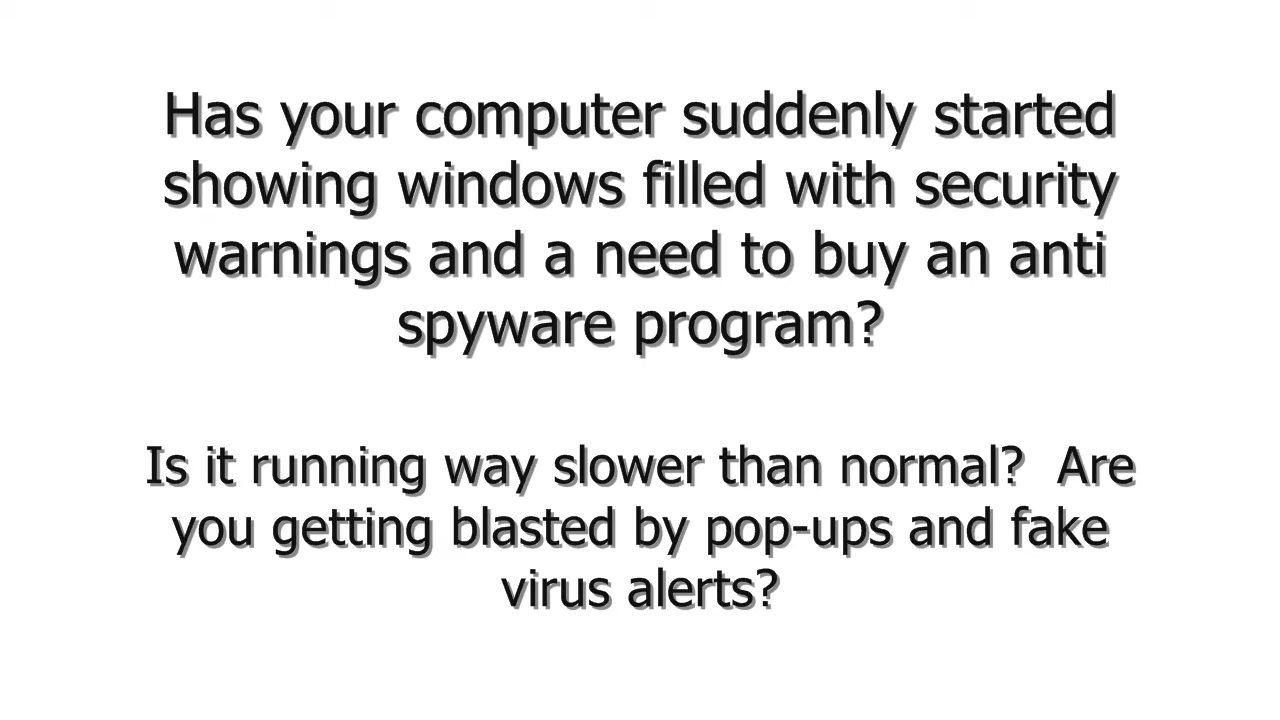 Has your computer suddenly started
showing windows filled with security
warnings and a need to buy an anti
spyware program?
Is it running way slower than normal?  Are
you getting blasted by pop-ups and fake
virus alerts?